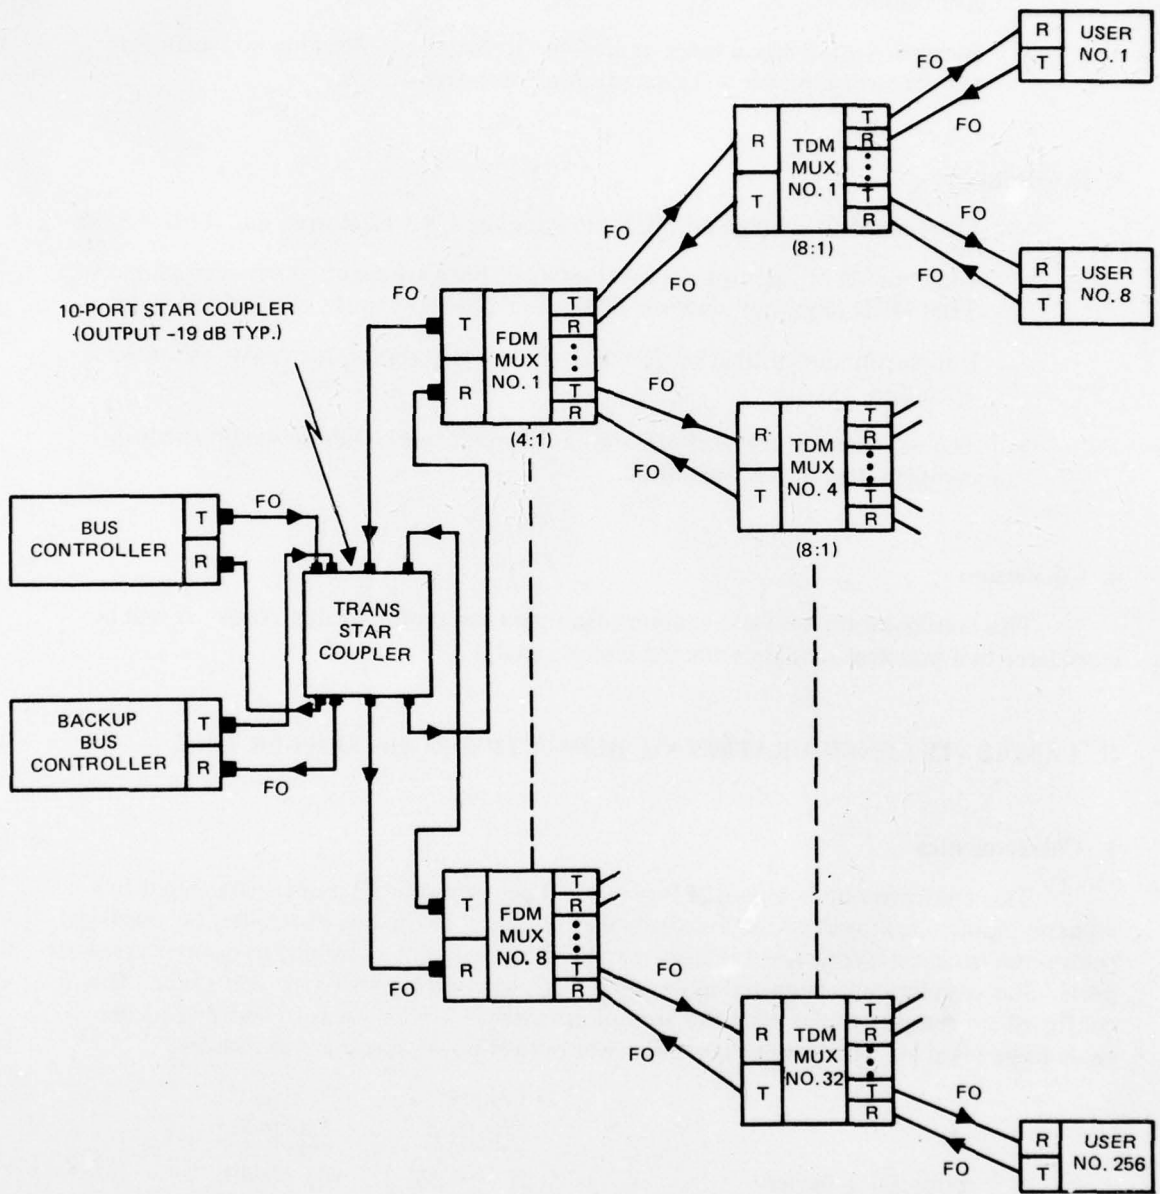 R
T
USER
NO. 1
FO
FO
R
T
TDM
MUX
NO. 1
T
R
T
R
(8:1)
FO
FO
R
T
USER
NO. 8
FO
FO
10-PORT STAR COUPLER
(OUTPUT -19 dB TYP.)
FO
T
R
FDM
MUX
NO. 1
T
R
T
R
(4:1)
FO
FO
R
T
TDM
MUX
NO. 4
T
R
T
R
(8:1)
BUS
CONTROLLER
T
R
FO
TRANS
STAR
COUPLER
BACKUP
BUS
CONTROLLER
T
R
FO
T
R
FDM
MUX
NO. 8
T
R
T
R
FO
FO
FO
R
T
TDM
MUX
NO. 32
T
R
T
R
FO
FO
R
T
USER
NO. 256